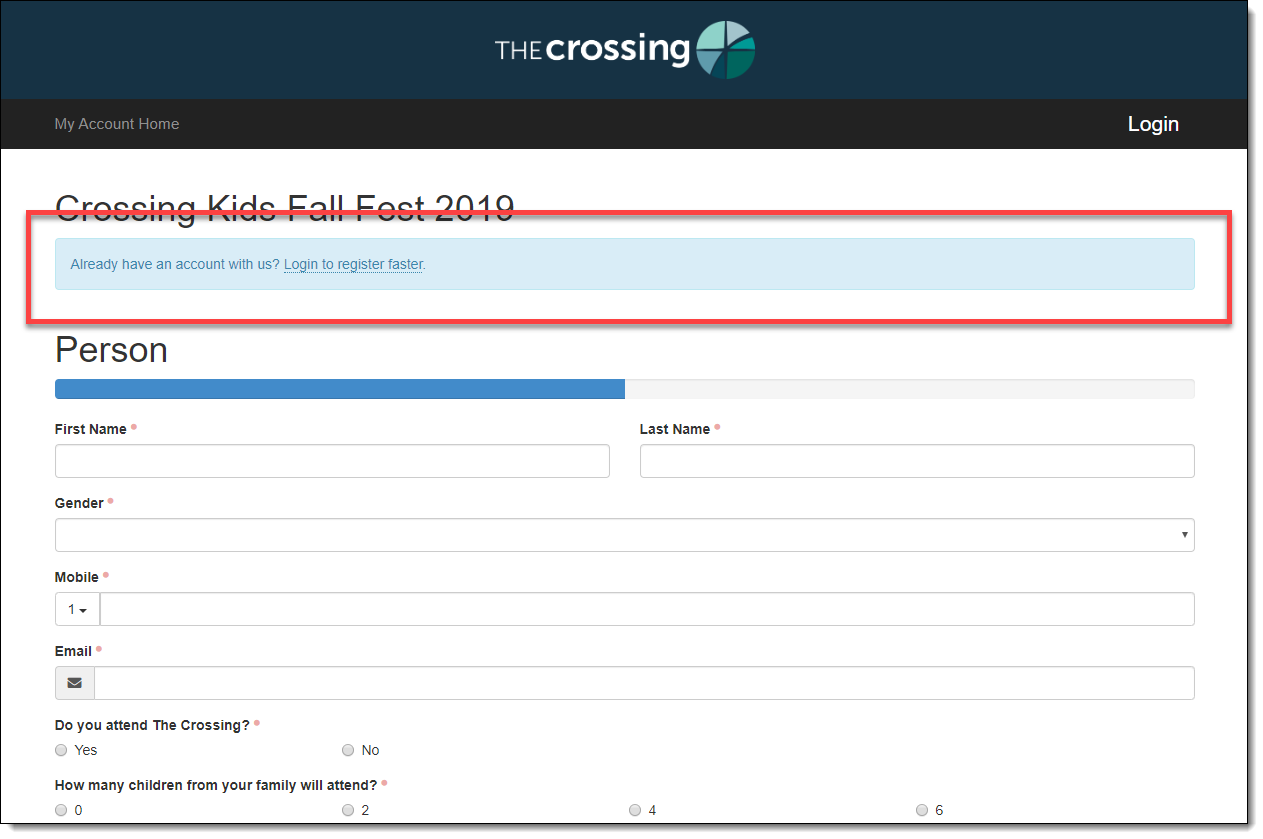 THE crossing
My Account Home Login
Crossing Kids Fall Fest 2019
Already have an account with us? Login to register faster.
Person
First Name Last Name
Gender
Mobile
1
Email
Do you attend The Crossing?
Yes No
How many children from your family will attend?
0 2 4 6